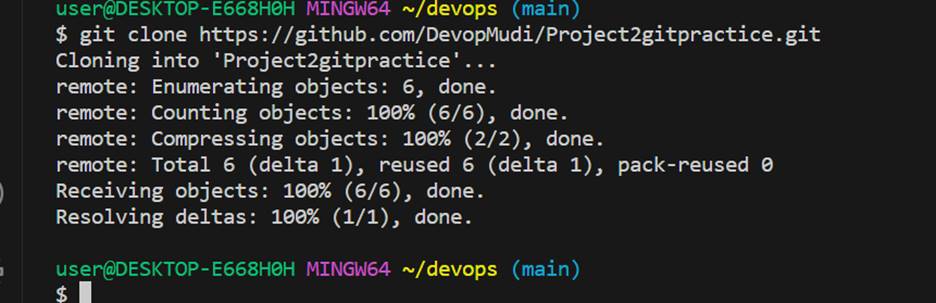 user@DESKTOP-E668H0H MINGW64 ~/devops (main)
$ git clone https://github.com/DevopMudi/Project2gitpractice.git
Cloning into 'Project2gitpractice'...
remote: Enumerating objects: 6, done.
remote: Counting objects: 100% (6/6), done.
remote: Compressing objects: 100% (2/2), done.
remote: Total 6 (delta 1), reused 6 (delta 1), pack-reused 0
Receiving objects: 100% (6/6), done.
Resolving deltas: 100% (1/1), done.
user@DESKTOP-E668H0H MINGW64 ~/devops (main)
$